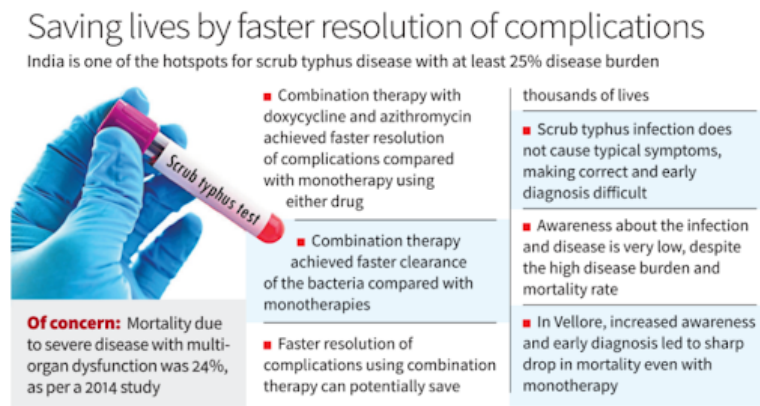 Saving lives by faster resolution of complications
India is one of the hotspots for scrub typhus disease with at least 25% disease burden
Scrub typhus test
Of concern: Mortality due
to severe disease with multi-
organ dysfunction was 24%,
as per a 2014 study
■ Combination therapy with
doxycycline and azithromycin
achieved faster resolution
of complications compared
with monotherapy using
either drug
■ Combination therapy
achieved faster clearance
of the bacteria compared with
monotherapies
■ Faster resolution of
complications using combination
therapy can potentially save
thousands of lives
■ Scrub typhus infection does
not cause typical symptoms,
making correct and early
diagnosis difficult
■ Awareness about the infection
and disease is very low, despite
the high disease burden and
mortality rate
■ In Vellore, increased awareness
and early diagnosis led to sharp
drop in mortality even with
monotherapy